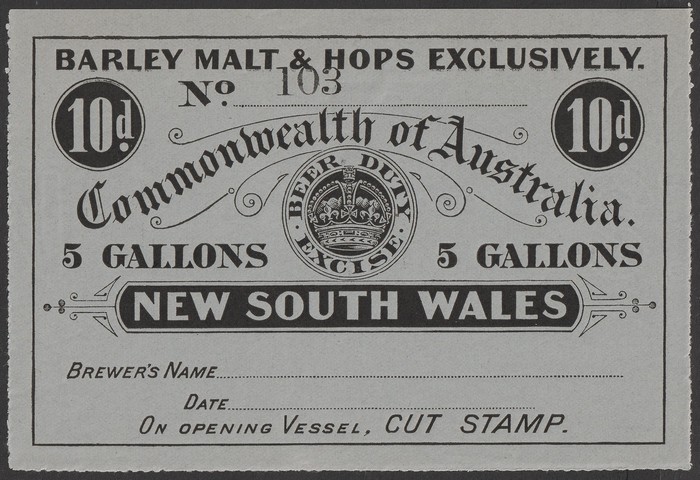 BARLEY MALT & HOPS EXCLUSIVELY.
No. 103
10d. 10d.
Commonwealth of Australia.
BEER DUTY
EXCISE
5 GALLONS 5 GALLONS
NEW SOUTH WALES
BREWER'S NAME
DATE
ON OPENING VESSEL, CUT STAMP.